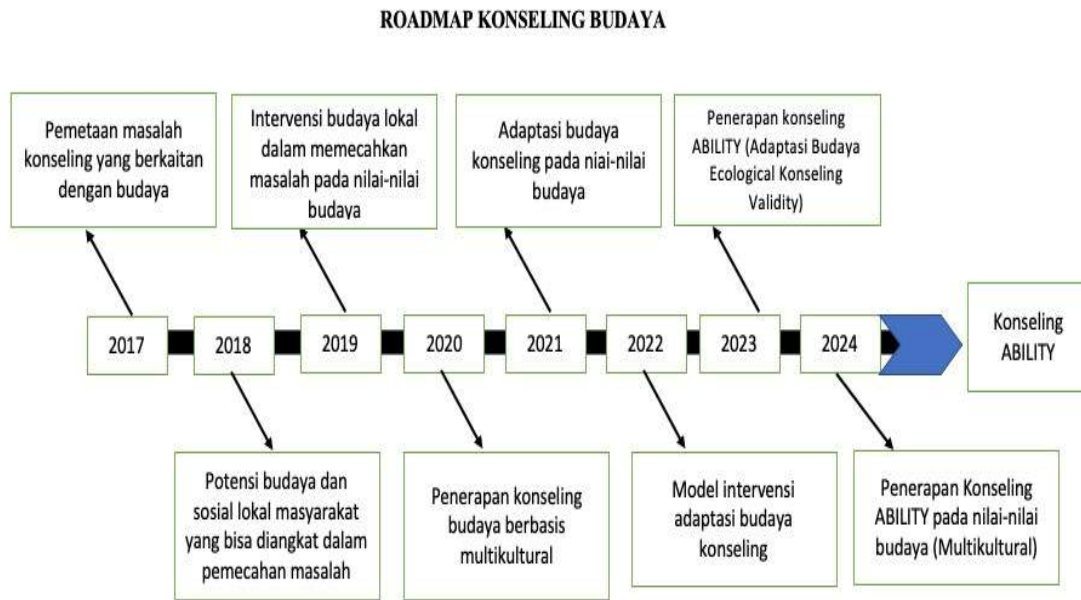 ROADMAP KONSELING BUDAYA
Pemetaan masalah
konseling yang berkaitan
dengan budaya
Intervensi budaya lokal
dalam memecahkan
masalah pada nilai-nilai
budaya
Adaptasi budaya
konseling pada niai-nilai
budaya
Penerapan konseling
ABILITY (Adaptasi Budaya
Ecological Konseling
Validity)
2017
2018
2019
2020
2021
2022
2023
2024
Konseling
ABILITY
Potensi budaya dan
sosial lokal masyarakat
yang bisa diangkat dalam
pemecahan masalah
Penerapan konseling
budaya berbasis
multikultural
Model intervensi
adaptasi budaya
konseling
Penerapan Konseling
ABILITY pada nilai-nilai
budaya (Multikultural)